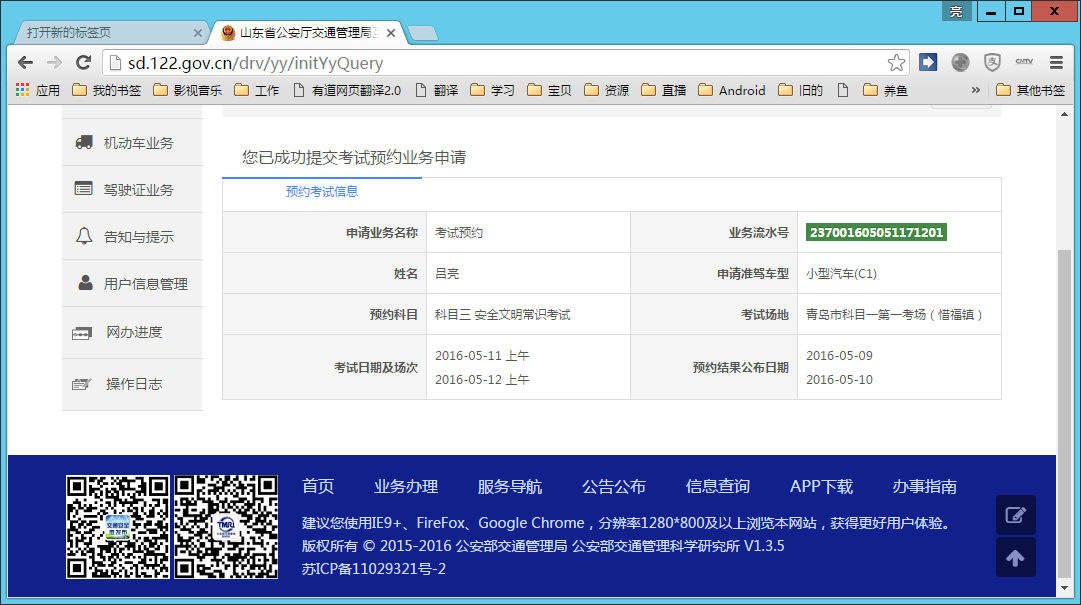 亮
打开新的标签页
山东省公安厅交通管理局互
sd.122.gov.cn/drv/yy/initYyQuery
应用 我的书签 影视音乐 工作 有道网页翻译2.0 翻译 学习 宝贝 资源 直播 Android 旧的 养鱼 » 其他书签
机动车业务
驾驶证业务
告知与提示
用户信息管理
网办进度
操作日志
您已成功提交考试预约业务申请
预约考试信息
申请业务名称 考试预约 业务流水号 237001605051171201
姓名 吕亮 申请准驾车型 小型汽车(C1)
预约科目 科目三 安全文明常识考试 考试场地 青岛市科目一第一考场（惜福镇）
考试日期及场次 2016-05-11 上午 预约结果公布日期 2016-05-09
2016-05-12 上午 2016-05-10
首页 业务办理 服务导航 公告公布 信息查询 APP下载 办事指南
建议您使用IE9+、FireFox、Google Chrome，分辨率1280*800及以上浏览本网站，获得更好用户体验。
版权所有 © 2015-2016 公安部交通管理局 公安部交通管理科学研究所 V1.3.5
苏ICP备11029321号-2